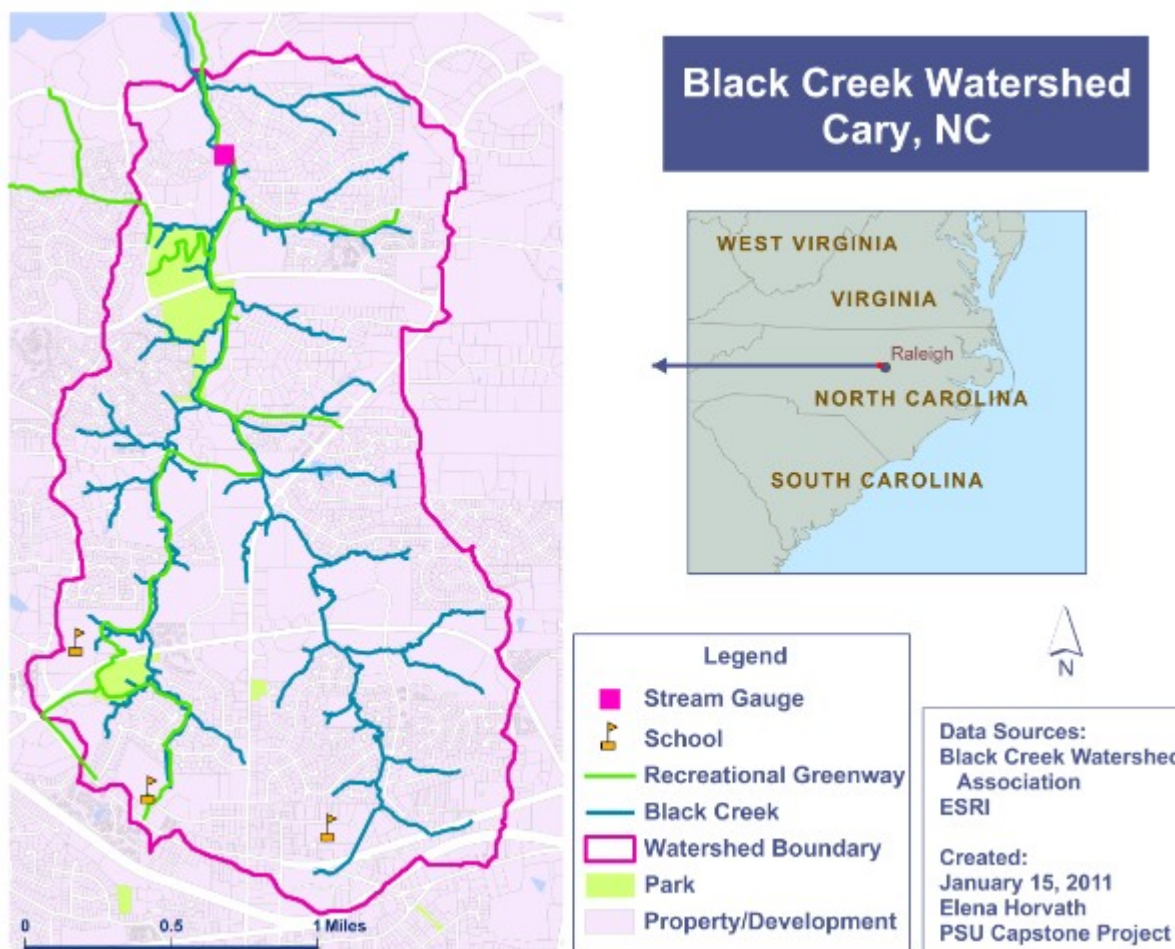 Black Creek Watershed
Cary, NC
WEST VIRGINIA
VIRGINIA
Raleigh
NORTH CAROLINA
SOUTH CAROLINA
N
Legend
Stream Gauge
School
Recreational Greenway
Black Creek
Watershed Boundary
Park
Property/Development
Data Sources:
Black Creek Watershed
Association
ESRI
Created:
January 15, 2011
Elena Horvath
PSU Capstone Project
0 0.5 1 Miles